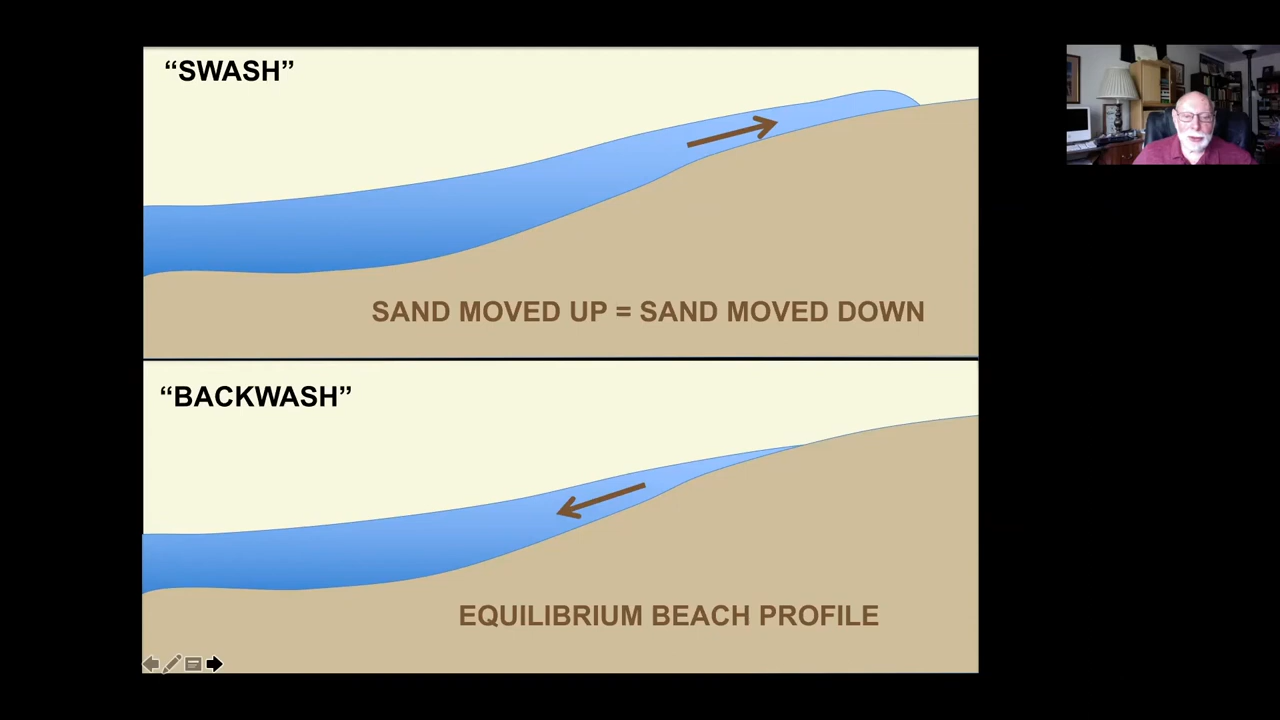 “SWASH”
SAND MOVED UP = SAND MOVED DOWN
“BACKWASH”
EQUILIBRIUM BEACH PROFILE